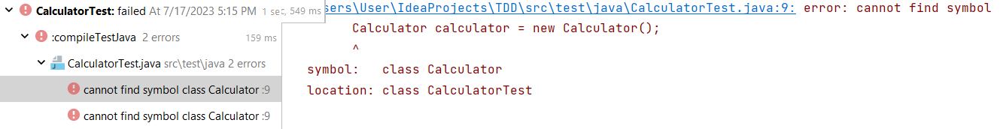 CalculatorTest: failed At 7/17/2023 5:15 PM 1 sec, 549 ms
:compileTestJava 2 errors 159 ms
CalculatorTest.java src\test\java 2 errors
cannot find symbol class Calculator :9
cannot find symbol class Calculator :9
sers\User\IdeaProjects\TDD\src\test\java\CalculatorTest.java:9: error: cannot find symbol
Calculator calculator = new Calculator();
^
symbol: class Calculator
location: class CalculatorTest